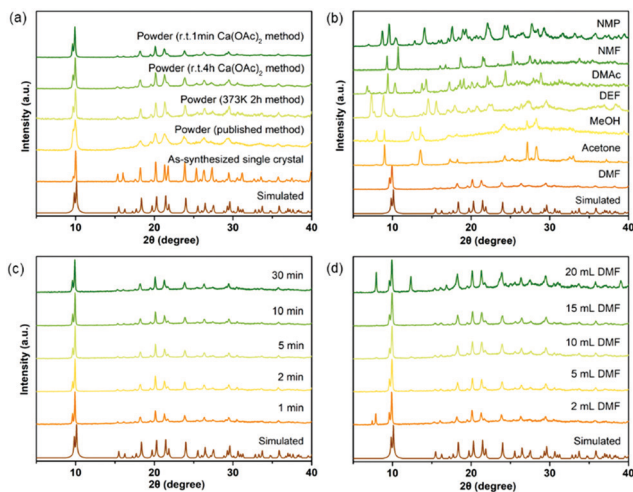 (a)
Powder (r.t.1min Ca(OAc)2 method)
Powder (r.t.4h Ca(OAc)2 method)
Powder (373K 2h method)
Powder (published method)
As-synthesized single crystal
Simulated
Intensity (a.u.)
10 20 30 40
2θ (degree)
(b)
NMP
NMF
DMAc
DEF
MeOH
Acetone
DMF
Simulated
Intensity (a.u.)
10 20 30 40
2θ (degree)
(c)
30 min
10 min
5 min
2 min
1 min
Simulated
Intensity (a.u.)
10 20 30 40
2θ (degree)
(d)
20 mL DMF
15 mL DMF
10 mL DMF
5 mL DMF
2 mL DMF
Simulated
Intensity (a.u.)
10 20 30 40
2θ (degree)